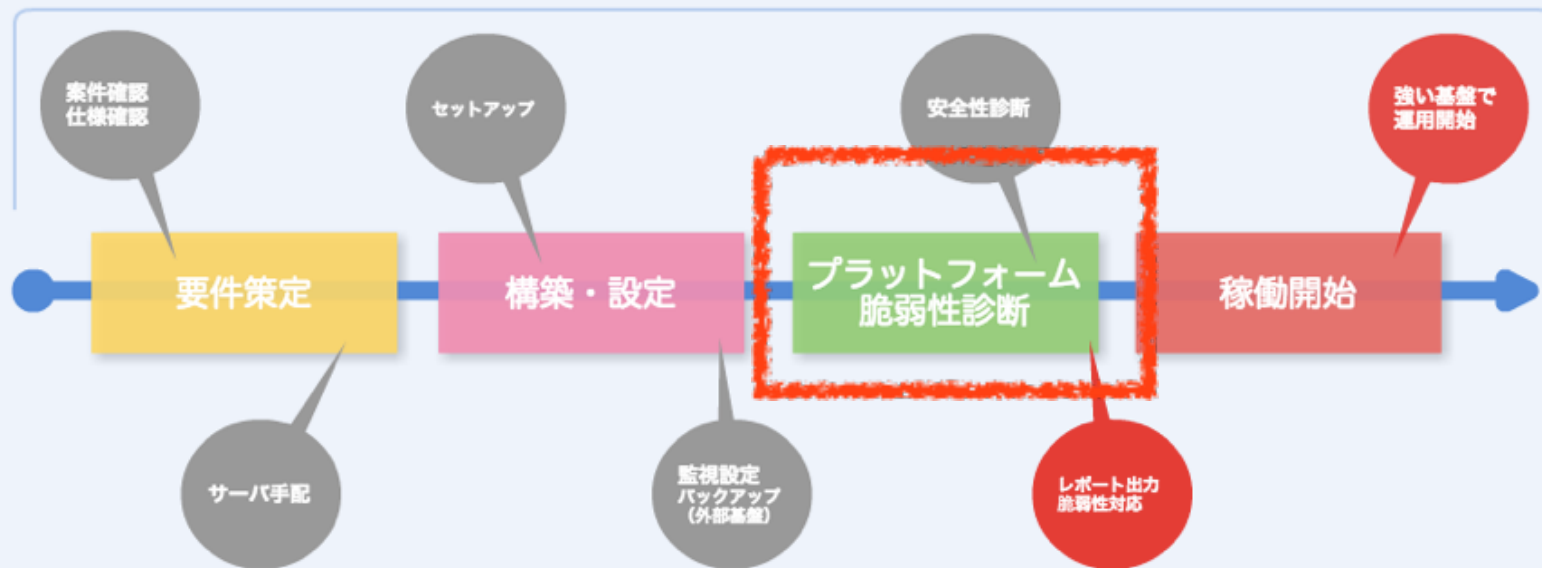 案件確認
仕様確認
セットアップ
安全性診断
強い基盤で
運用開始
要件策定
構築・設定
プラットフォーム
脆弱性診断
稼働開始
サーバ手配
監視設定
バックアップ
（外部基盤）
レポート出力
脆弱性対応